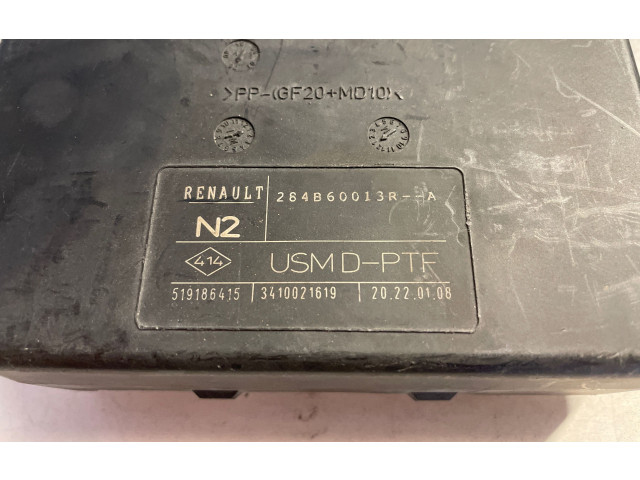 >PP-(GF20+MD10)<
RENAULT 284B60013R--A
N2
414 USM D-PTF
519186415 3410021619 20.22.01.08